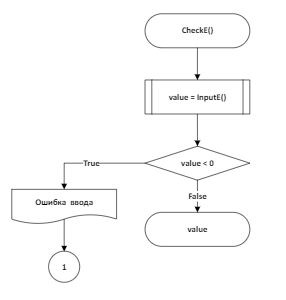 CheckE()
value = InputE()
value < 0
True
False
Ошибка ввода
value
1